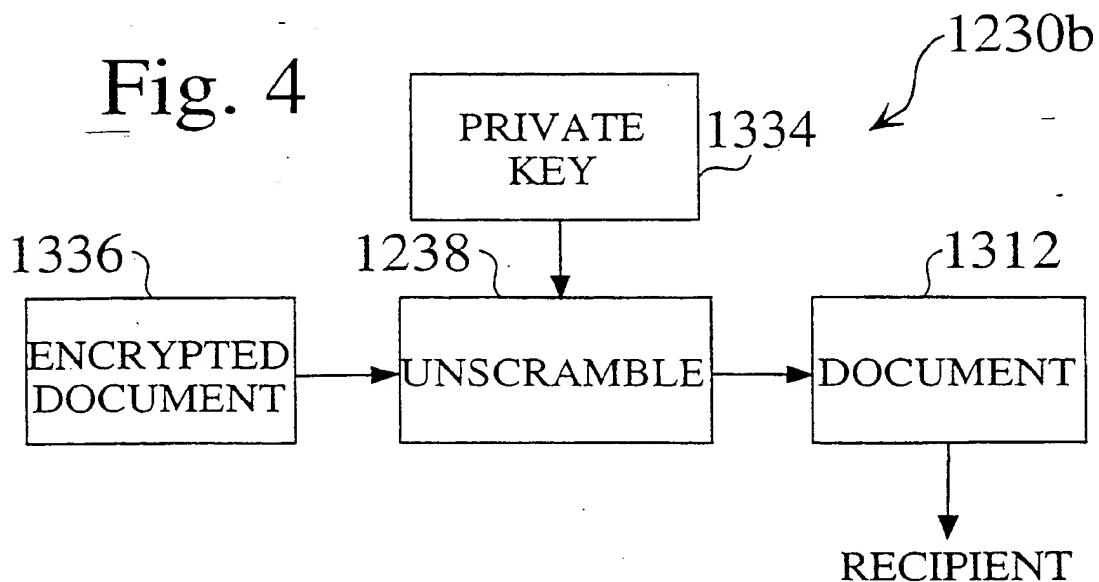 1230b
Fig. 4
PRIVATE
KEY
1334
1336
1238
1312
ENCRYPTED
DOCUMENT
UNSCRAMBLE
DOCUMENT
RECIPIENT